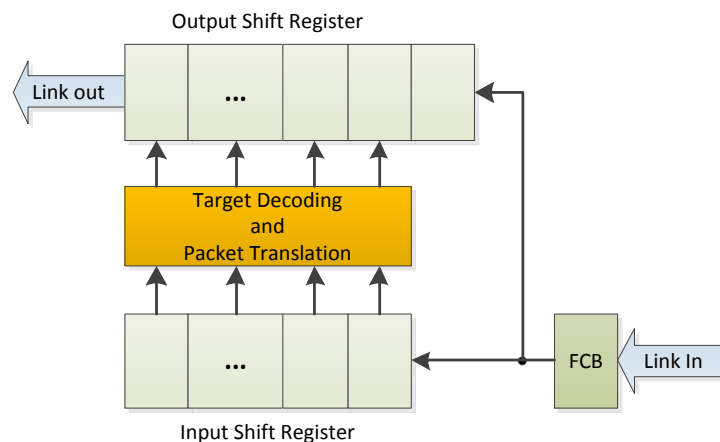 Output Shift Register
Link out
...
Target Decoding
and
Packet Translation
...
FCB
Link In
Input Shift Register